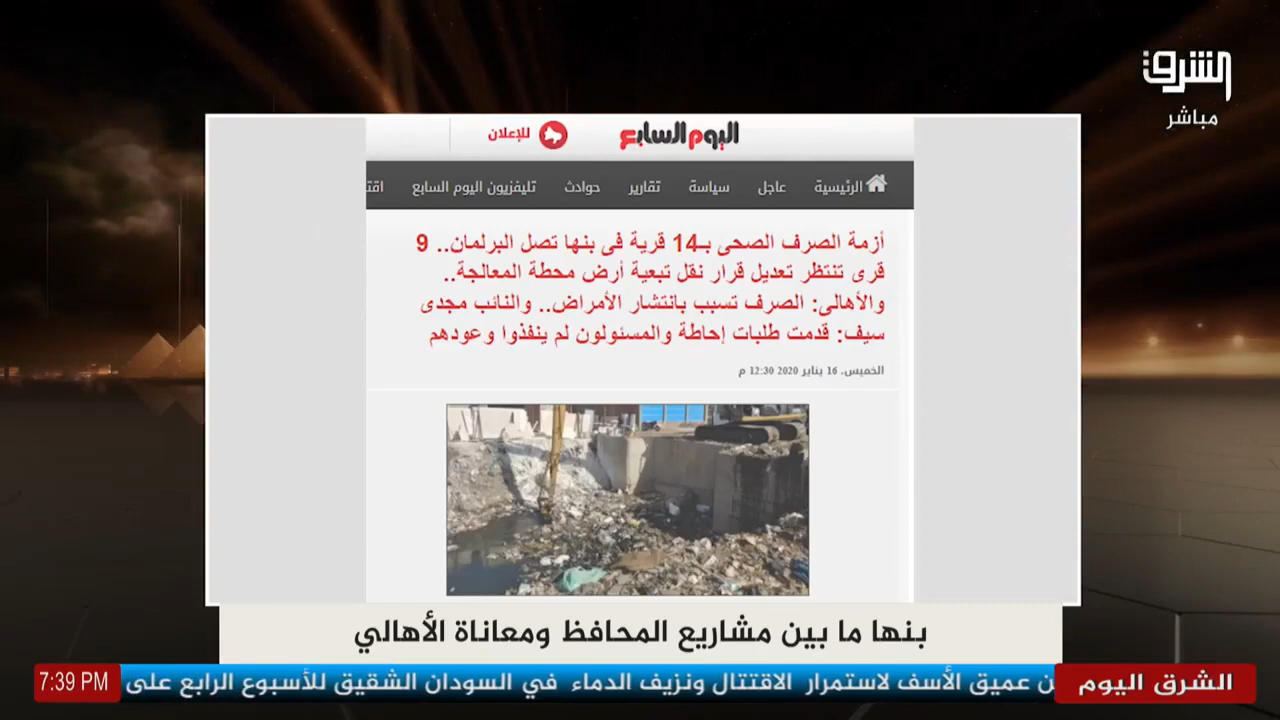 الشرق
مباشر
اليوم السابع
للإعلان
الرئيسية عاجل سياسة تقارير حوادث تليفزيون اليوم السابع اقتـ
أزمة الصرف الصحى بـ14 قرية فى بنها تصل البرلمان.. 9
قرى تنتظر تعديل قرار نقل تبعية أرض محطة المعالجة..
والأهالى: الصرف تسبب بانتشار الأمراض.. والنائب مجدى
سيف: قدمت طلبات إحاطة والمسئولون لم ينفذوا وعودهم
الخميس، 16 يناير 2020 12:30 م
بنها ما بين مشاريع المحافظ ومعاناة الأهالي
الشرق اليوم
ن عميق الأسف لاستمرار الاقتتال ونزيف الدماء في السودان الشقيق للأسبوع الرابع على
7:39 PM